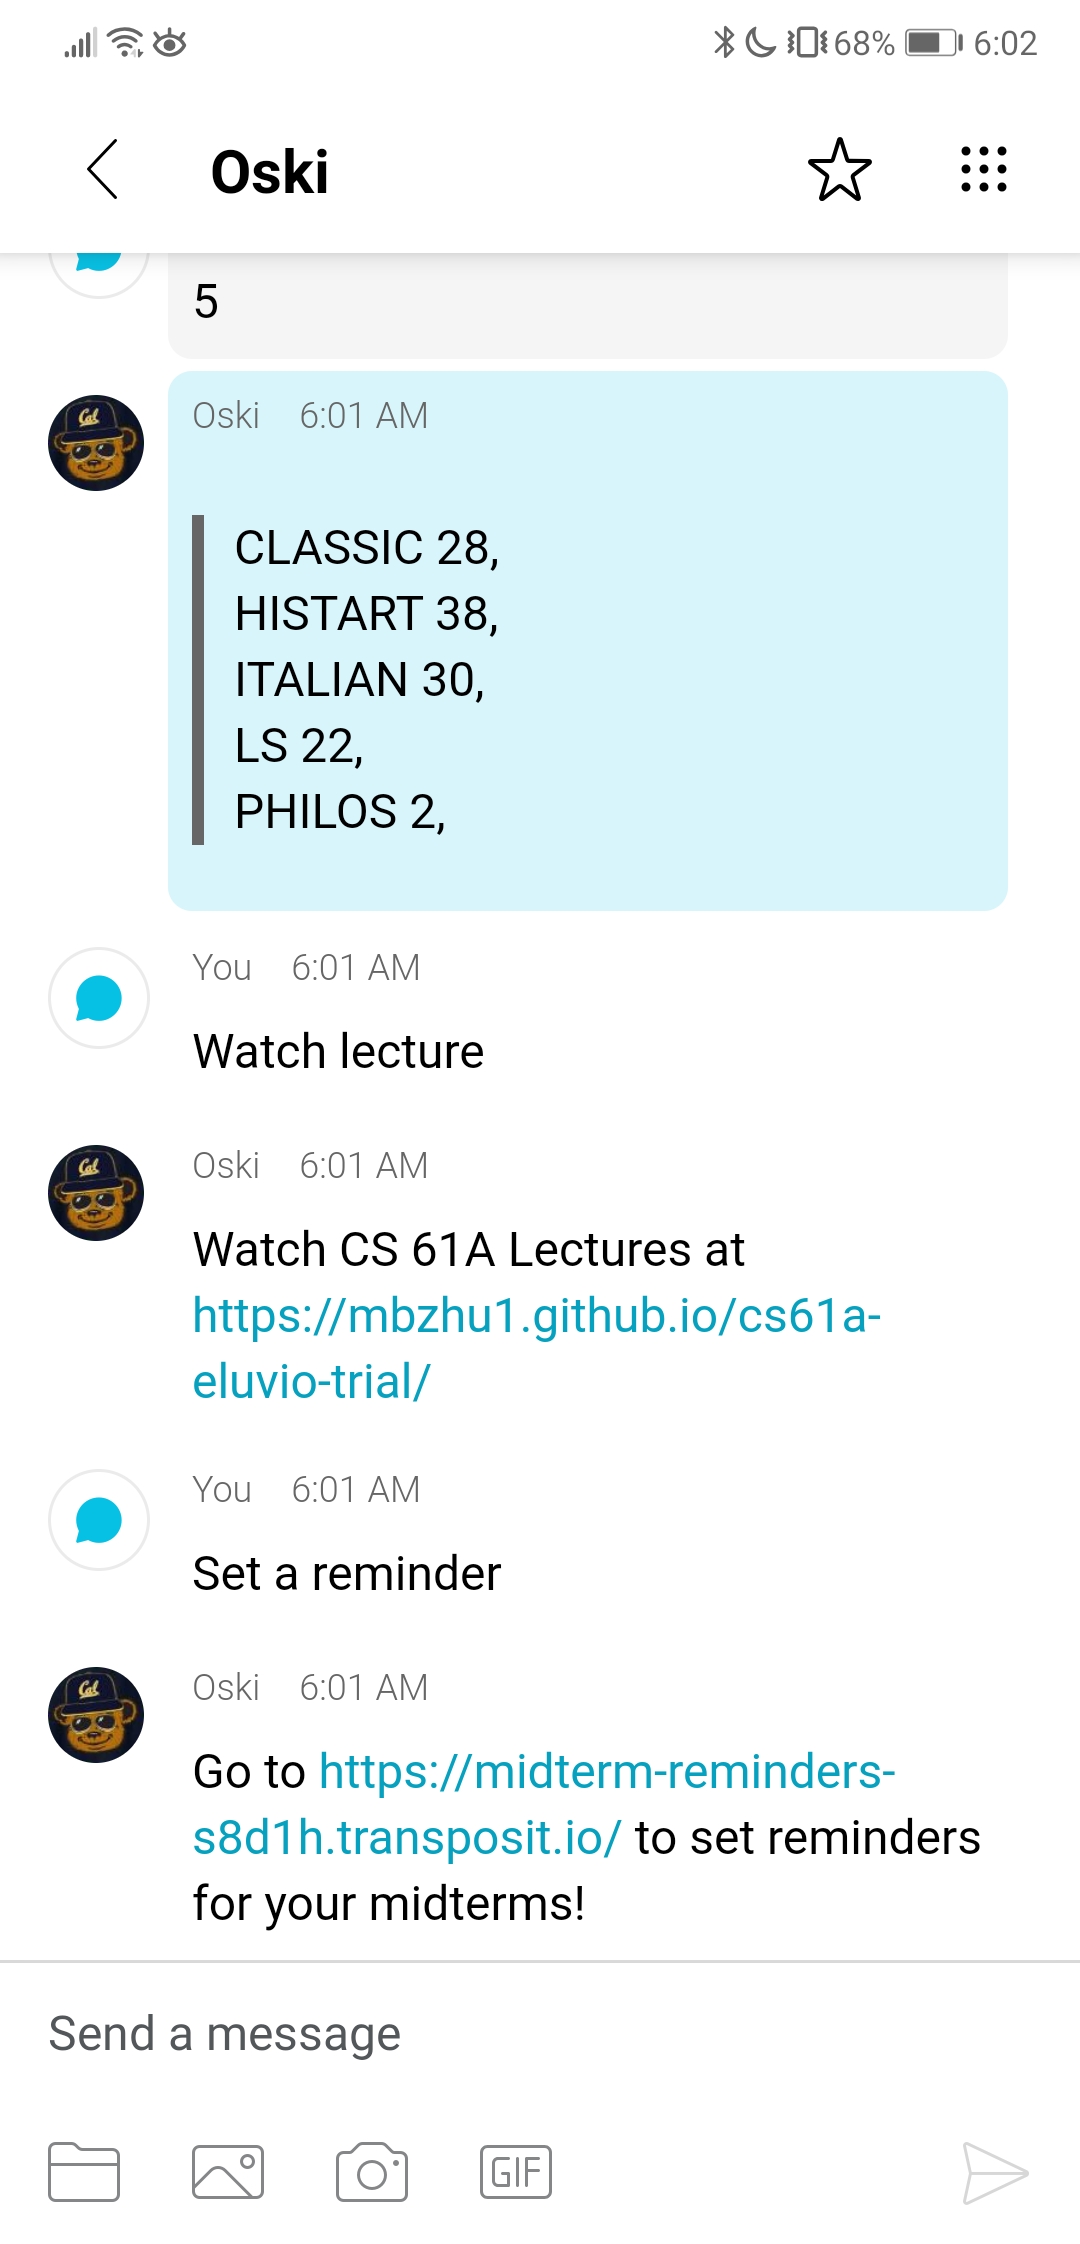 68% 6:02
Oski
5
Oski 6:01 AM
CLASSIC 28,
HISTART 38,
ITALIAN 30,
LS 22,
PHILOS 2,
You 6:01 AM
Watch lecture
Cal
Oski 6:01 AM
Watch CS 61A Lectures at
https://mbzhu1.github.io/cs61a-
eluvio-trial/
You 6:01 AM
Set a reminder
Cal
Oski 6:01 AM
Go to https://midterm-reminders-
s8d1h.transposit.io/ to set reminders
for your midterms!
Send a message
GIF